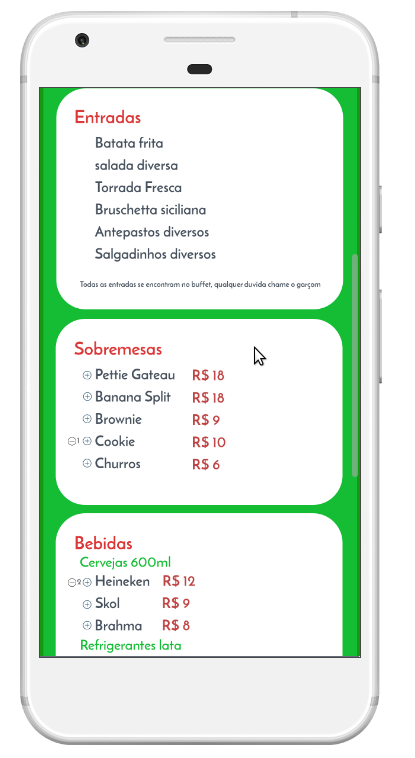 Entradas
Batata frita
salada diversa
Torrada Fresca
Bruschetta siciliana
Antepastos diversos
Salgadinhos diversos
Todas as entradas se encontram no buffet, qualquer duvida chame o garçom
Sobremesas
Pettie Gateau R$ 18
Banana Split R$ 18
Brownie R$ 9
1 Cookie R$ 10
Churros R$ 6
Bebidas
Cervejas 600ml
2 Heineken R$ 12
Skol R$ 9
Brahma R$ 8
Refrigerantes lata